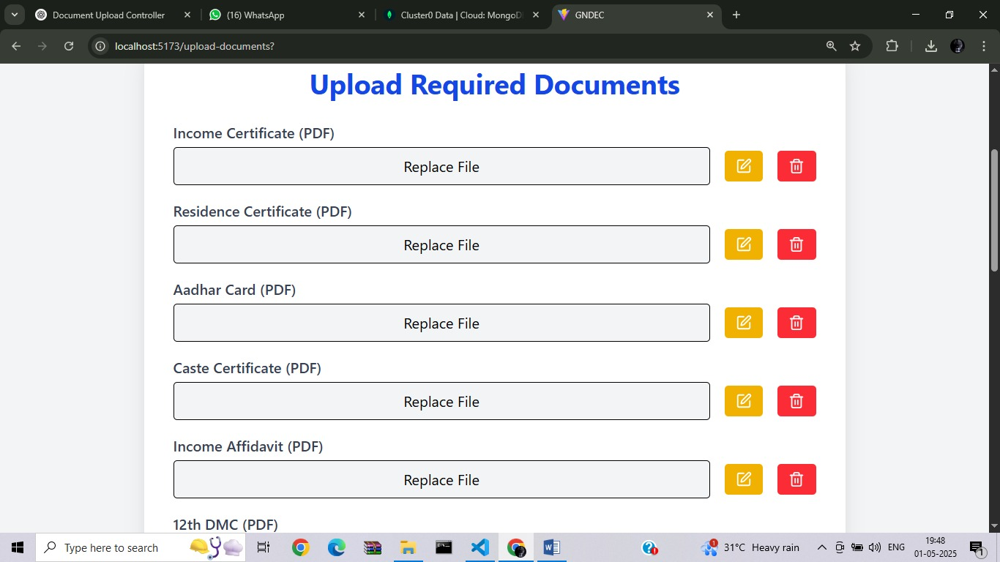 Document Upload Controller
(16) WhatsApp
Cluster0 Data | Cloud: MongoD
GNDEC
localhost:5173/upload-documents?
Upload Required Documents
Income Certificate (PDF)
Replace File
Residence Certificate (PDF)
Replace File
Aadhar Card (PDF)
Replace File
Caste Certificate (PDF)
Replace File
Income Affidavit (PDF)
Replace File
12th DMC (PDF)
Type here to search
1
31°C Heavy rain
ENG
19:48
01-05-2025
1